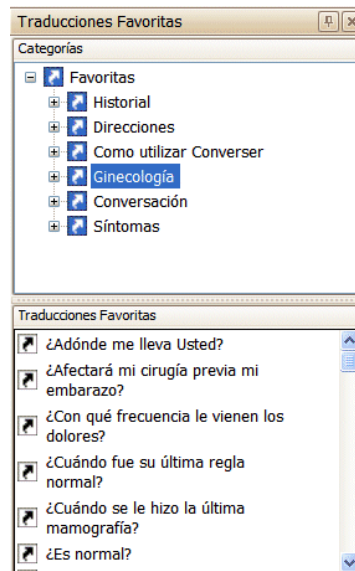 Traducciones Favoritas
Categorías
Favoritas
Historial
Direcciones
Como utilizar Converser
Ginecología
Conversación
Síntomas
Traducciones Favoritas
¿Adónde me lleva Usted?
¿Afectará mi cirugía previa mi
embarazo?
¿Con qué frecuencia le vienen los
dolores?
¿Cuándo fue su última regla
normal?
¿Cuándo se le hizo la última
mamografía?
¿Es normal?